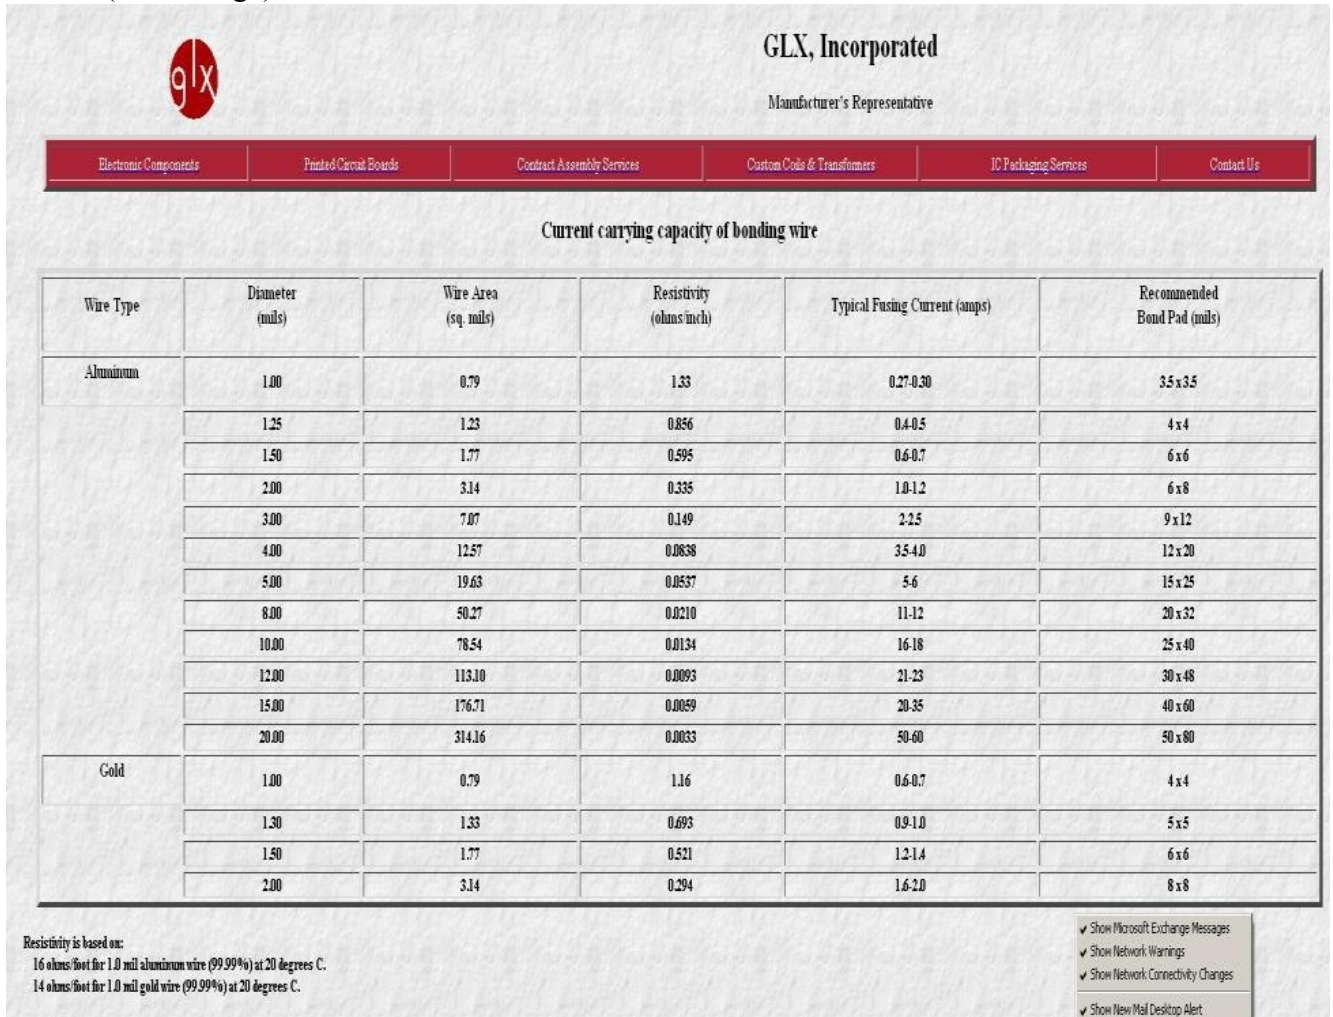 glx
GLX, Incorporated
Manufacturer's Representative
Electronic Components Printed Circuit Boards Contract Assembly Services Custom Coils & Transformers IC Packaging Services Contact Us
Current carrying capacity of bonding wire
Wire Type Diameter (mils) Wire Area (sq. mils) Resistivity (ohms/inch) Typical Fusing Current (amps) Recommended Bond Pad (mils)
Aluminum 1.00 0.79 1.33 0.27-0.30 3.5 x 3.5
1.25 1.23 0.856 0.4-0.5 4 x 4
1.50 1.77 0.595 0.6-0.7 6 x 6
2.00 3.14 0.335 1.0-1.2 6 x 8
3.00 7.07 0.149 2-2.5 9 x 12
4.00 12.57 0.0838 3.5-4.0 12 x 20
5.00 19.63 0.0537 5-6 15 x 25
8.00 50.27 0.0210 11-12 20 x 32
10.00 78.54 0.0134 16-18 25 x 40
12.00 113.10 0.0093 21-23 30 x 48
15.00 176.71 0.0059 20-35 40 x 60
20.00 314.16 0.0033 50-60 50 x 80
Gold 1.00 0.79 1.16 0.6-0.7 4 x 4
1.30 1.33 0.693 0.9-1.0 5 x 5
1.50 1.77 0.521 1.2-1.4 6 x 6
2.00 3.14 0.294 1.6-2.0 8 x 8
Resistivity is based on:
16 ohms/foot for 1.0 mil aluminum wire (99.99%) at 20 degrees C.
14 ohms/foot for 1.0 mil gold wire (99.99%) at 20 degrees C.
Show Microsoft Exchange Messages
Show Network Warnings
Show Network Connectivity Changes
Show New Mail Desktop Alert